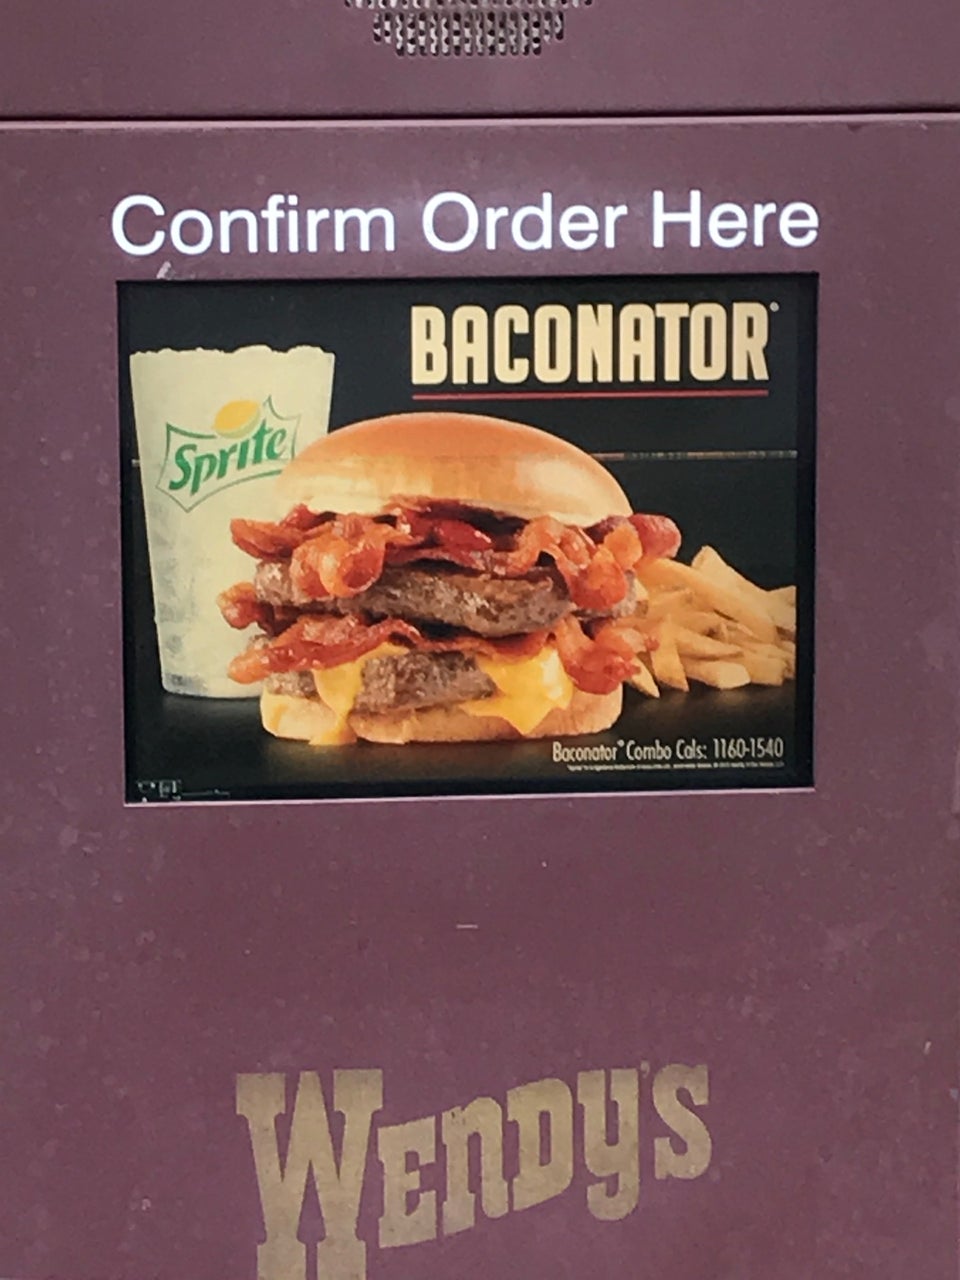 Confirm Order Here
BACONATOR®
Sprite
Baconator® Combo Cals: 1160-1540
WENDY'S